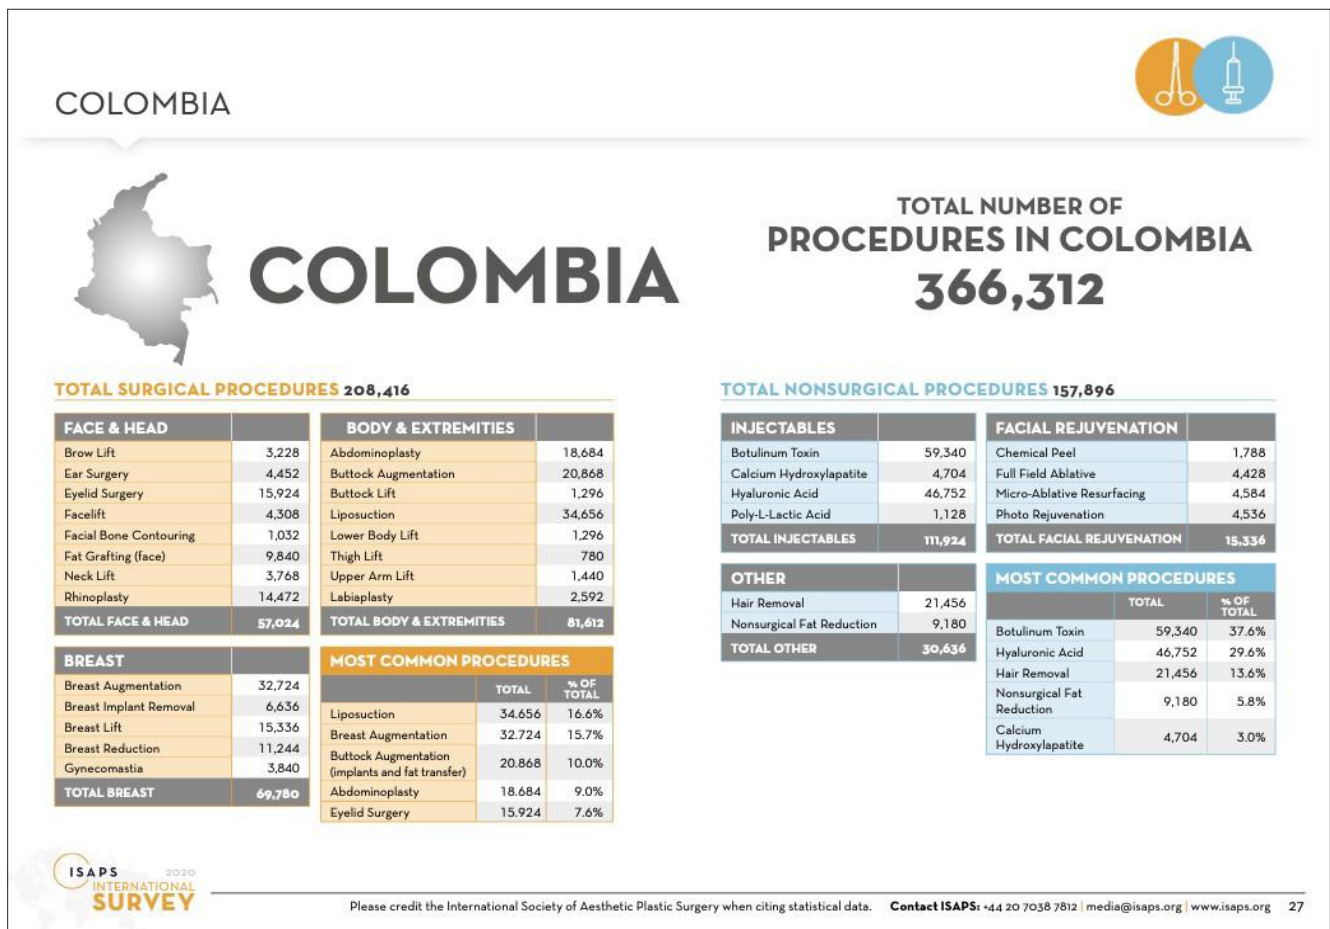 COLOMBIA
COLOMBIA
TOTAL NUMBER OF
PROCEDURES IN COLOMBIA
366,312
TOTAL SURGICAL PROCEDURES 208,416
FACE & HEAD
Brow Lift 3,228
Ear Surgery 4,452
Eyelid Surgery 15,924
Facelift 4,308
Facial Bone Contouring 1,032
Fat Grafting (face) 9,840
Neck Lift 3,768
Rhinoplasty 14,472
TOTAL FACE & HEAD 57,024
BODY & EXTREMITIES
Abdominoplasty 18,684
Buttock Augmentation 20,868
Buttock Lift 1,296
Liposuction 34,656
Lower Body Lift 1,296
Thigh Lift 780
Upper Arm Lift 1,440
Labiaplasty 2,592
TOTAL BODY & EXTREMITIES 81,612
BREAST
Breast Augmentation 32,724
Breast Implant Removal 6,636
Breast Lift 15,336
Breast Reduction 11,244
Gynecomastia 3,840
TOTAL BREAST 69,780
MOST COMMON PROCEDURES
TOTAL % OF
TOTAL
Liposuction 34.656 16.6%
Breast Augmentation 32.724 15.7%
Buttock Augmentation
(implants and fat transfer) 20.868 10.0%
Abdominoplasty 18.684 9.0%
Eyelid Surgery 15.924 7.6%
TOTAL NONSURGICAL PROCEDURES 157,896
INJECTABLES
Botulinum Toxin 59,340
Calcium Hydroxylapatite 4,704
Hyaluronic Acid 46,752
Poly-L-Lactic Acid 1,128
TOTAL INJECTABLES 111,924
FACIAL REJUVENATION
Chemical Peel 1,788
Full Field Ablative 4,428
Micro-Ablative Resurfacing 4,584
Photo Rejuvenation 4,536
TOTAL FACIAL REJUVENATION 15,336
OTHER
Hair Removal 21,456
Nonsurgical Fat Reduction 9,180
TOTAL OTHER 30,636
MOST COMMON PROCEDURES
TOTAL % OF
TOTAL
Botulinum Toxin 59,340 37.6%
Hyaluronic Acid 46,752 29.6%
Hair Removal 21,456 13.6%
Nonsurgical Fat
Reduction 9,180 5.8%
Calcium
Hydroxylapatite 4,704 3.0%
ISAPS 2020
INTERNATIONAL
SURVEY
Please credit the International Society of Aesthetic Plastic Surgery when citing statistical data. Contact ISAPS: +44 20 7038 7812 | media@isaps.org | www.isaps.org 27